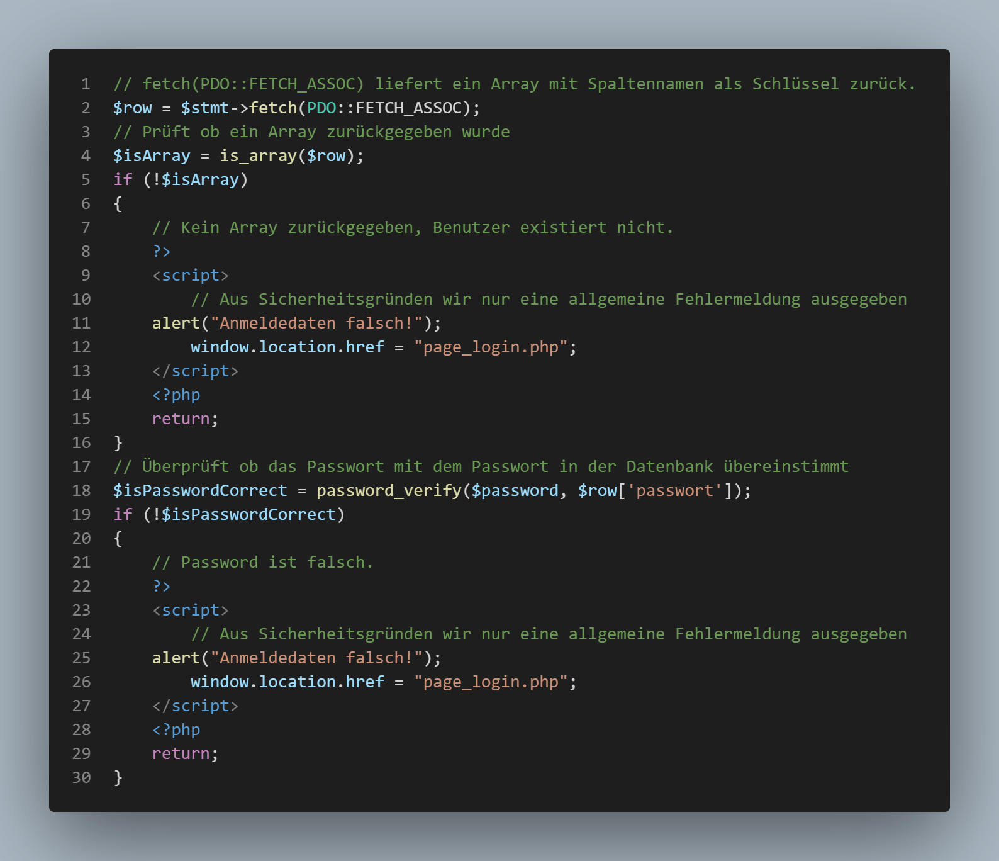 1 // fetch(PDO::FETCH_ASSOC) liefert ein Array mit Spaltennamen als Schlüssel zurück.
2 $row = $stmt->fetch(PDO::FETCH_ASSOC);
3 // Prüft ob ein Array zurückgegeben wurde
4 $isArray = is_array($row);
5 if (!$isArray)
6 {
7     // Kein Array zurückgegeben, Benutzer existiert nicht.
8     ?>
9     <script>
10         // Aus Sicherheitsgründen wir nur eine allgemeine Fehlermeldung ausgegeben
11     alert("Anmeldedaten falsch!");
12         window.location.href = "page_login.php";
13     </script>
14     <?php
15     return;
16 }
17 // Überprüft ob das Passwort mit dem Passwort in der Datenbank übereinstimmt
18 $isPasswordCorrect = password_verify($password, $row['passwort']);
19 if (!$isPasswordCorrect)
20 {
21     // Password ist falsch.
22     ?>
23     <script>
24         // Aus Sicherheitsgründen wir nur eine allgemeine Fehlermeldung ausgegeben
25     alert("Anmeldedaten falsch!");
26         window.location.href = "page_login.php";
27     </script>
28     <?php
29     return;
30 }